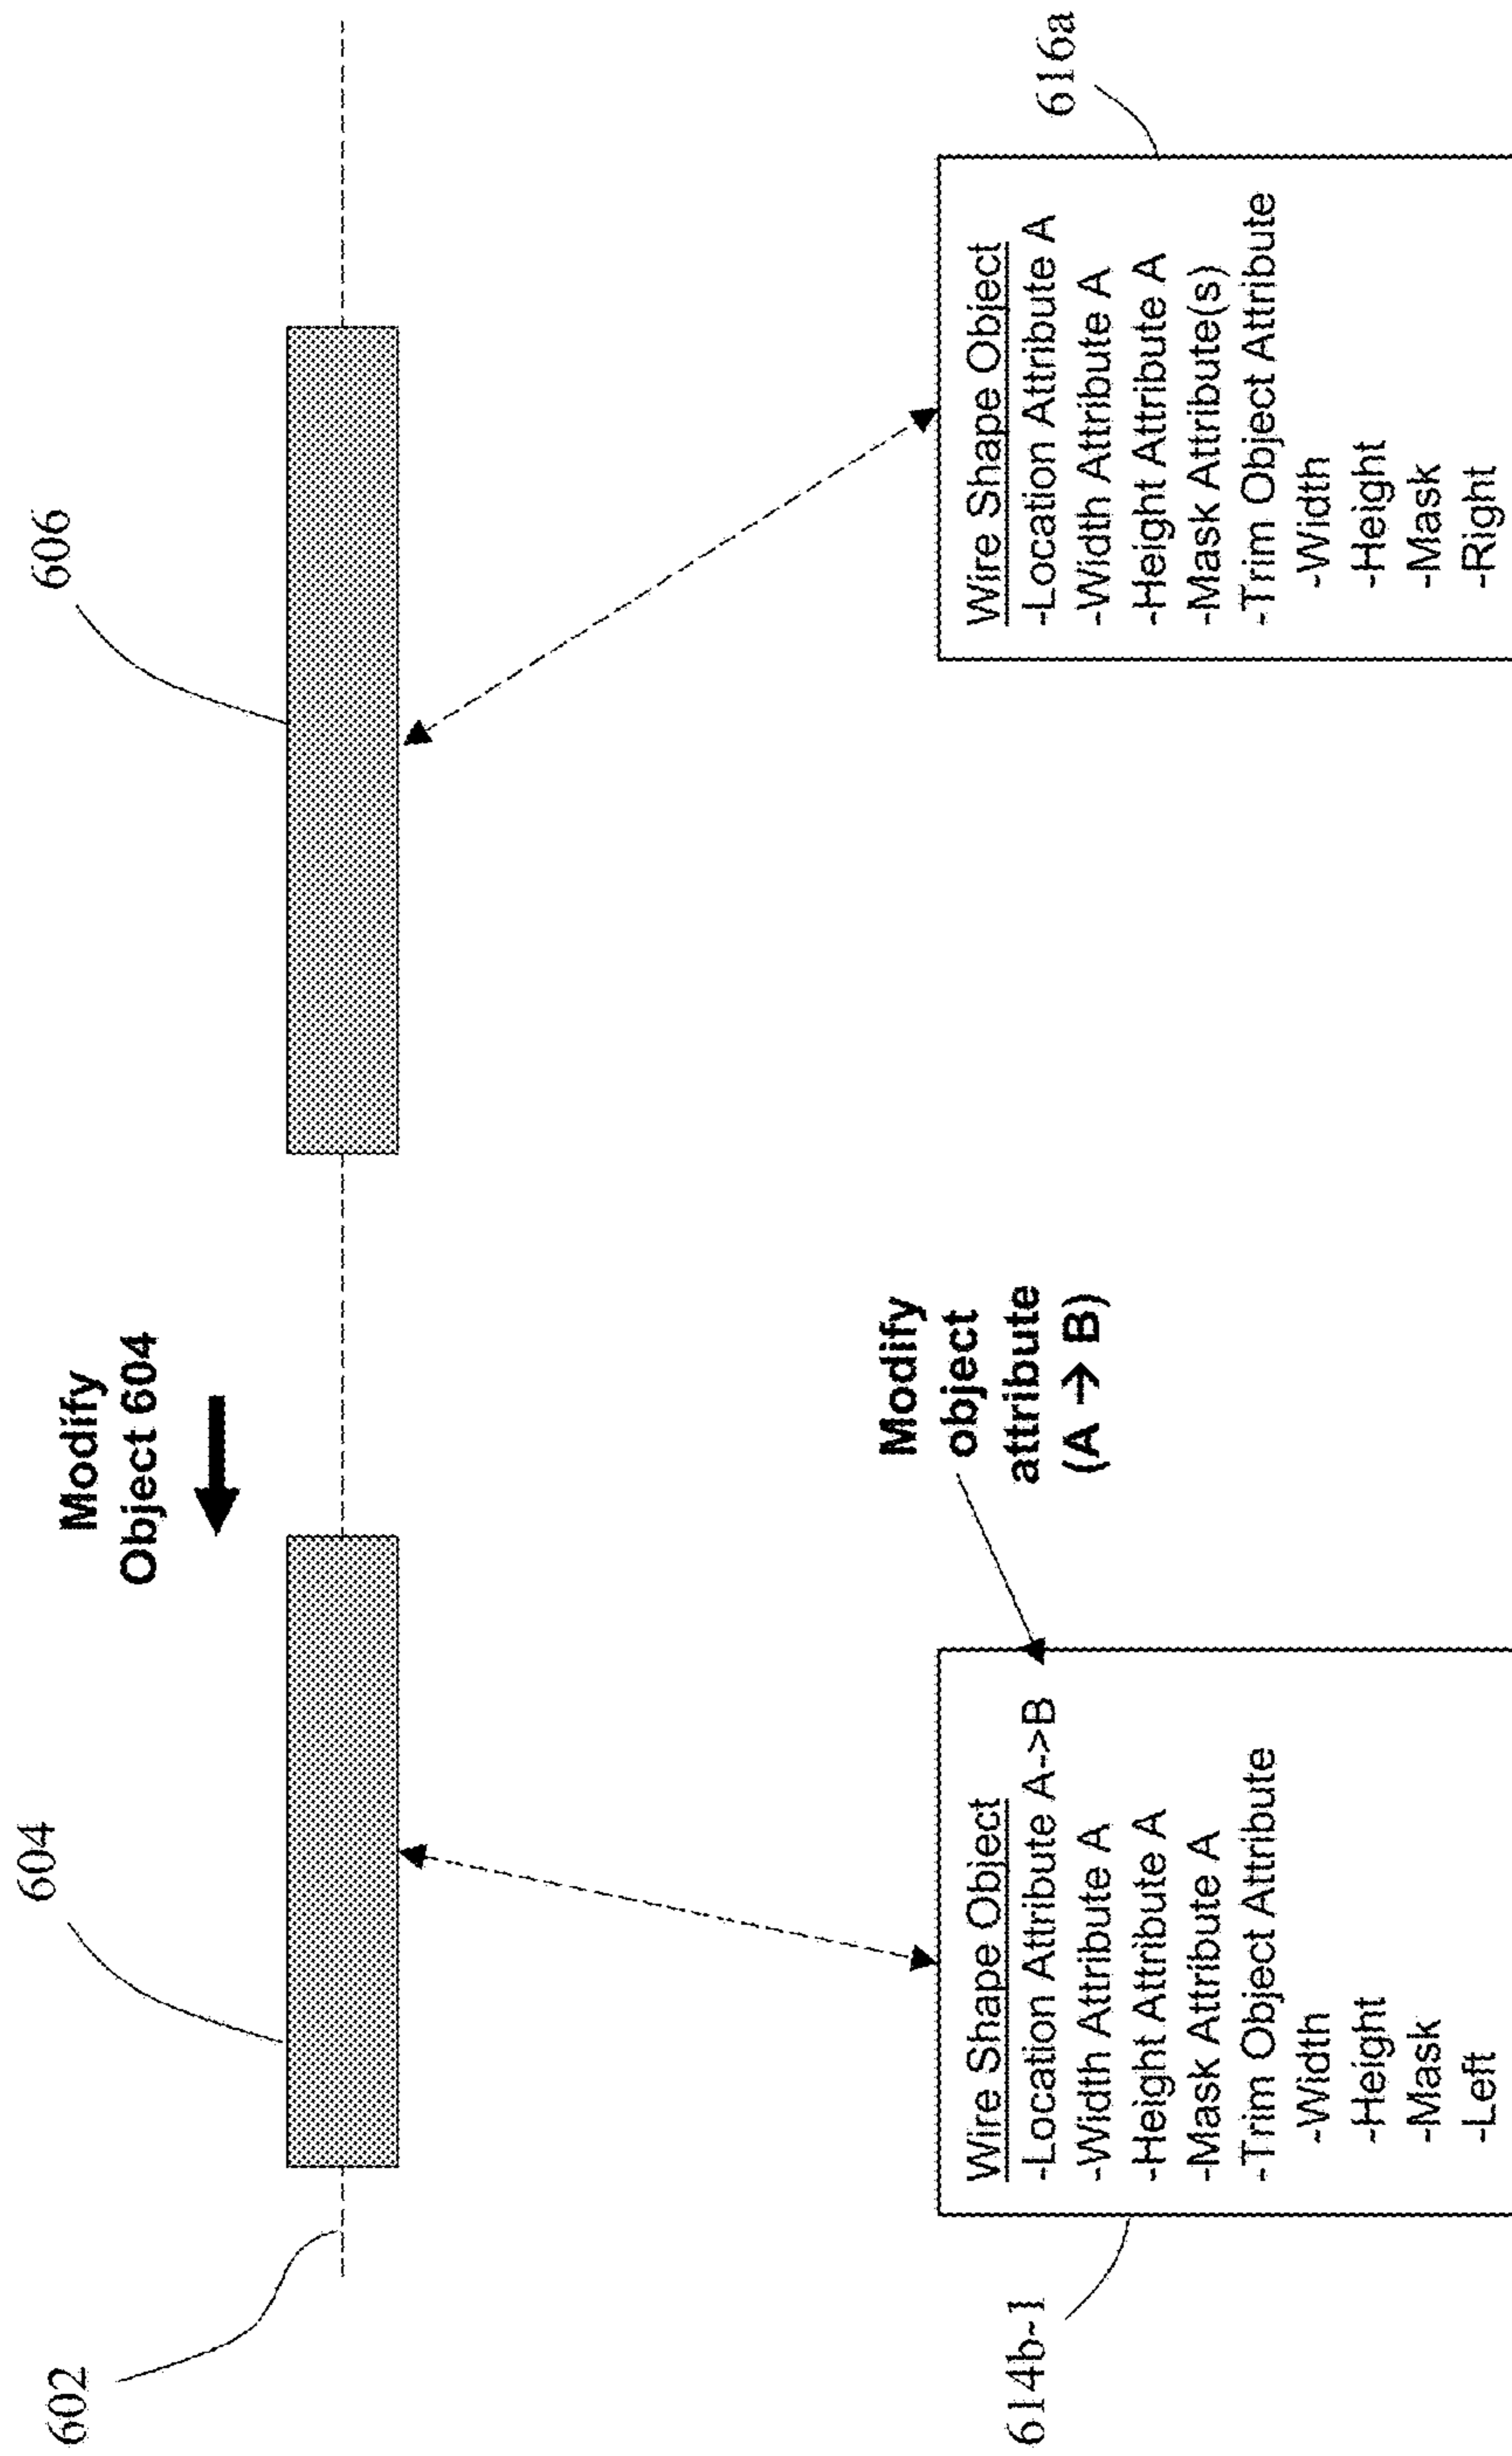 602
604
606
Modify
Object 604
614b-1
Wire Shape Object
-Location Attribute A-->B
-Width Attribute A
-Height Attribute A
-Mask Attribute A
-Trim Object Attribute
-Width
-Height
-Mask
-Left
Modify
object
attribute
(A → B)
616a
Wire Shape Object
-Location Attribute A
-Width Attribute A
-Height Attribute A
-Mask Attribute(s)
-Trim Object Attribute
-Width
-Height
-Mask
-Right